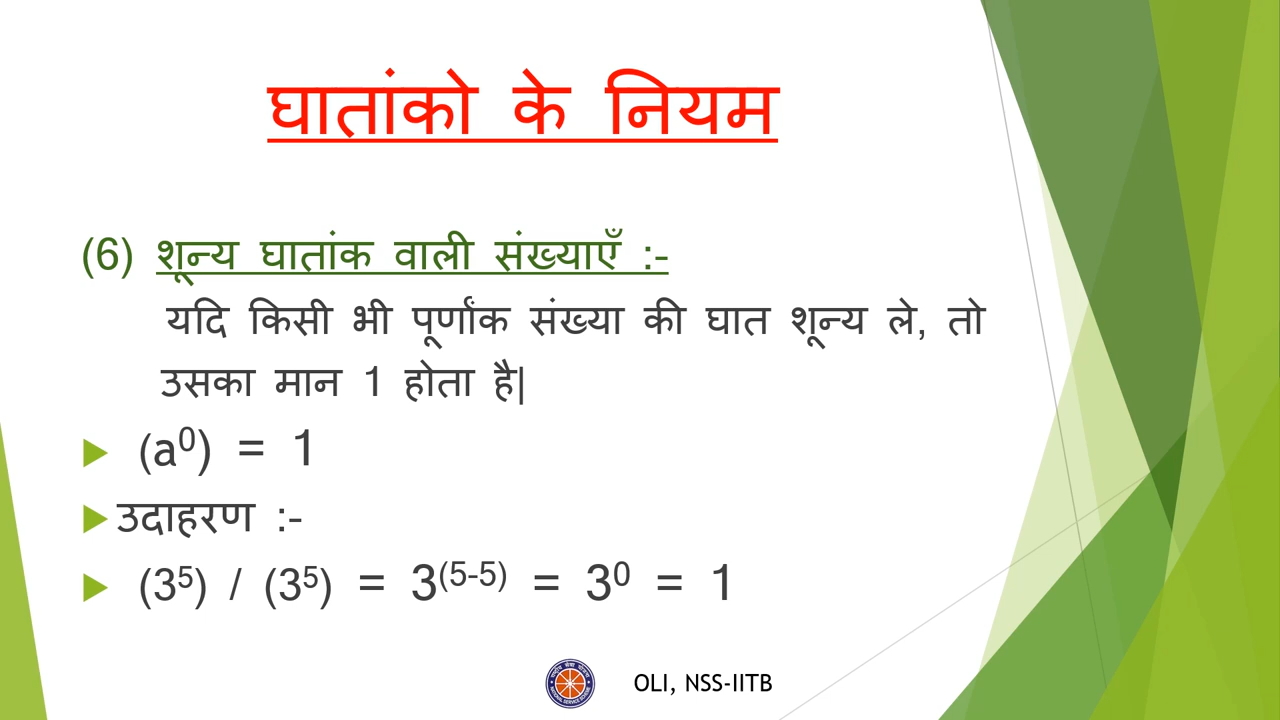 घातांको के नियम
(6) शून्य घातांक वाली संख्याएँ :-
यदि किसी भी पूर्णांक संख्या की घात शून्य ले, तो
उसका मान 1 होता है|
(a⁰) = 1
उदाहरण :-
(3⁵) / (3⁵) = 3⁽⁵⁻⁵⁾ = 3⁰ = 1
OLI, NSS-IITB